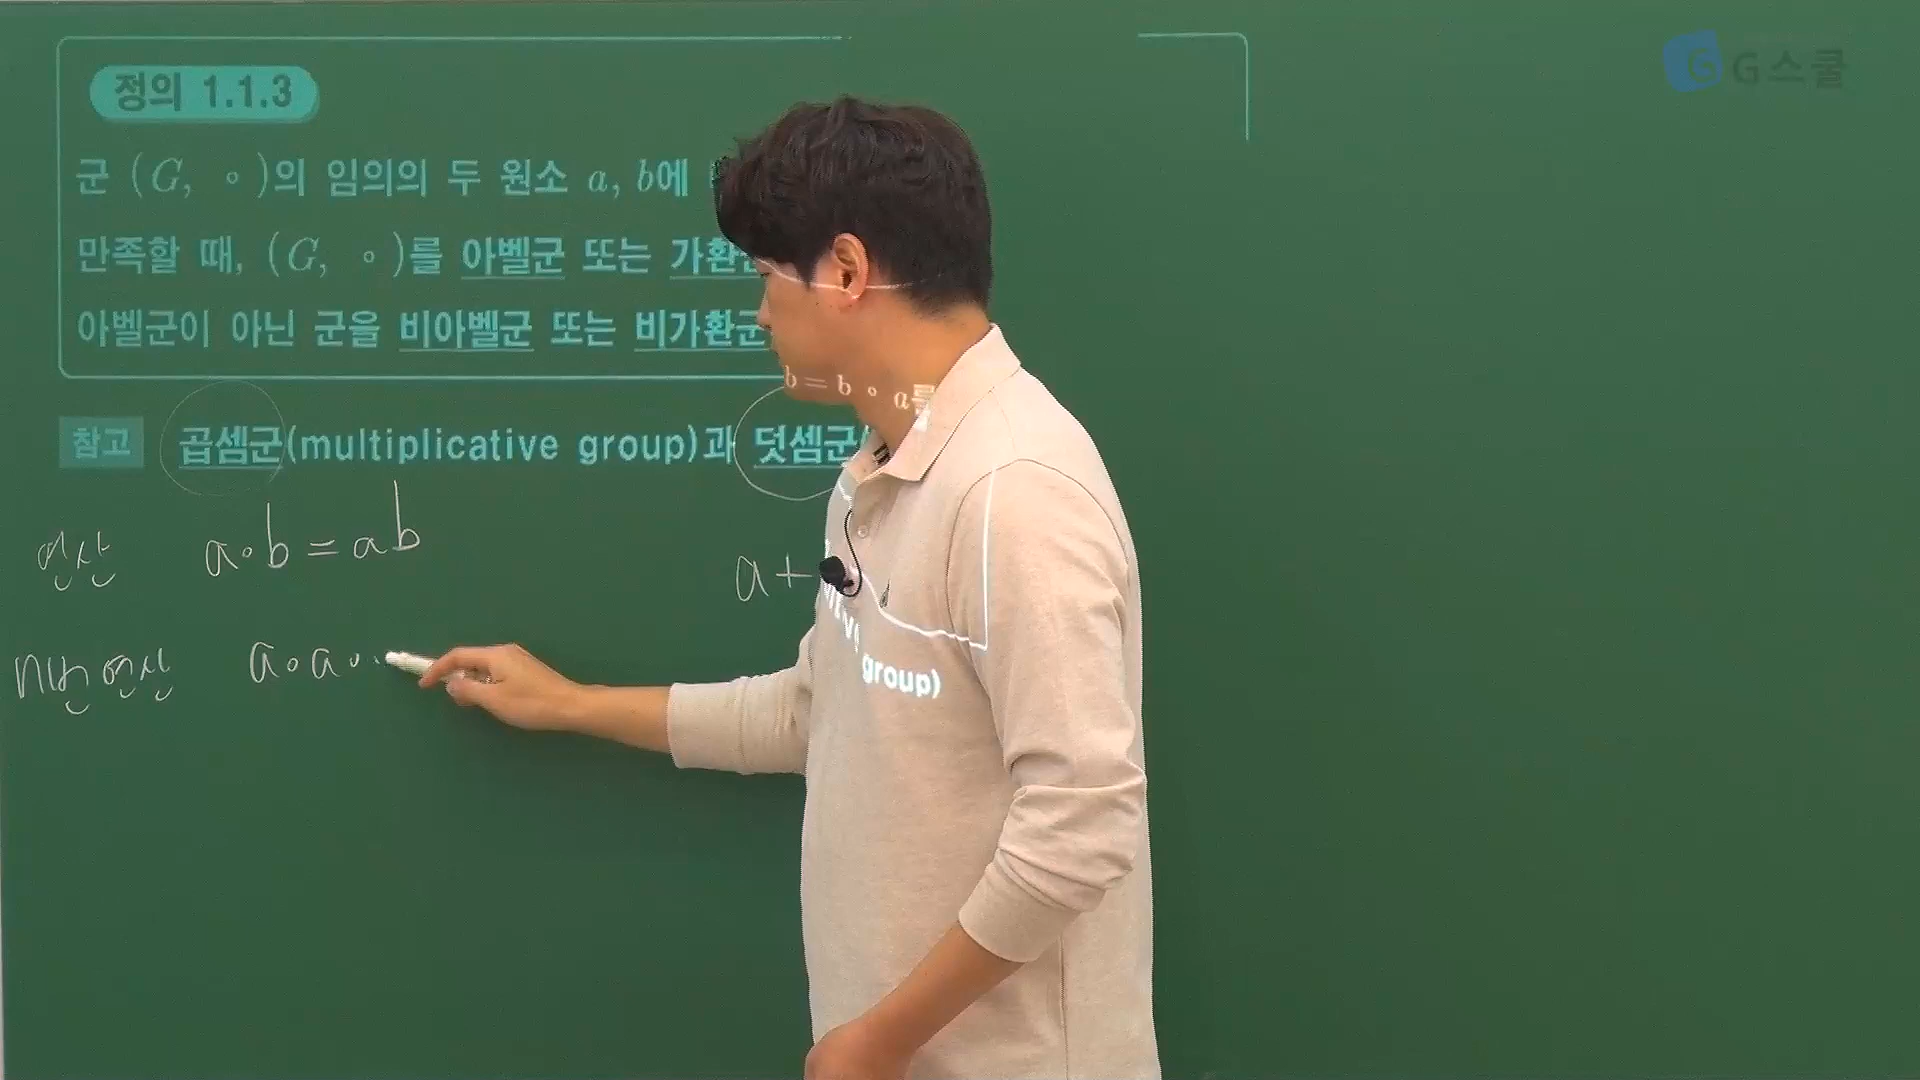 G스쿨
정의 1.1.3
군 (G, ∘)의 임의의 두 원소 a, b에
b = b ∘ a를
만족할 때, (G, ∘)를 아벨군 또는 가환군
아벨군이 아닌 군을 비아벨군 또는 비가환군
참고 곱셈군(multiplicative group)과 덧셈군(
group)
연산 a∘b = ab a+
n번 연산 a∘a∘·